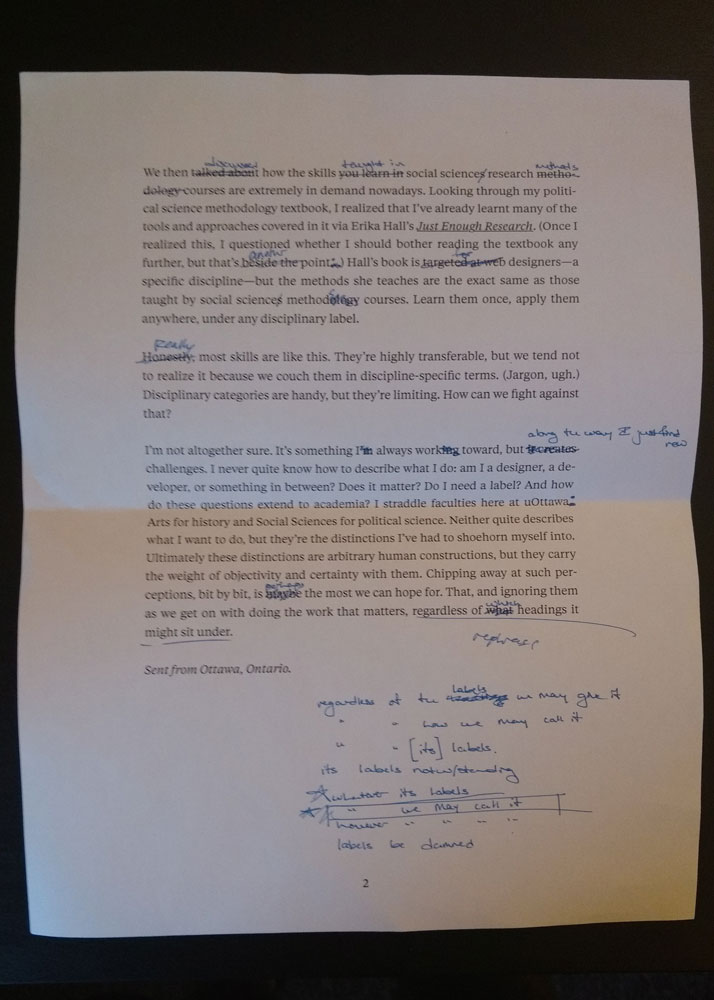 discussed taught in methods
We then talked about how the skills you learn in social sciences research metho-
dology courses are extremely in demand nowadays. Looking through my politi-
cal science methodology textbook, I realized that I've already learnt many of the
tools and approaches covered in it via Erika Hall's Just Enough Research. (Once I
realized this, I questioned whether I should bother reading the textbook any
further, but that's beside the point.) Hall's book is targeted at web designers—a
for
specific discipline—but the methods she teaches are the exact same as those
taught by social sciences methodology courses. Learn them once, apply them
anywhere, under any disciplinary label.
Really
Honestly, most skills are like this. They're highly transferable, but we tend not
to realize it because we couch them in discipline-specific terms. (Jargon, ugh.)
Disciplinary categories are handy, but they're limiting. How can we fight against
that?
along the way I just find
new
I'm not altogether sure. It's something I'm always working toward, but it creates
challenges. I never quite know how to describe what I do: am I a designer, a de-
veloper, or something in between? Does it matter? Do I need a label? And how
do these questions extend to academia? I straddle faculties here at uOttawa:
Arts for history and Social Sciences for political science. Neither quite describes
what I want to do, but they're the distinctions I've had to shoehorn myself into.
Ultimately these distinctions are arbitrary human constructions, but they carry
the weight of objectivity and certainty with them. Chipping away at such per-
perhaps
ceptions, bit by bit, is maybe the most we can hope for. That, and ignoring them
which
as we get on with doing the work that matters, regardless of what headings it
might sit under.
rephrase
Sent from Ottawa, Ontario.
labels
regardless of the we may give it
" " how we may call it
" " [its] labels.
its labels notw/standing
whatever its labels
" we may call it
however " " " "
labels be damned
2